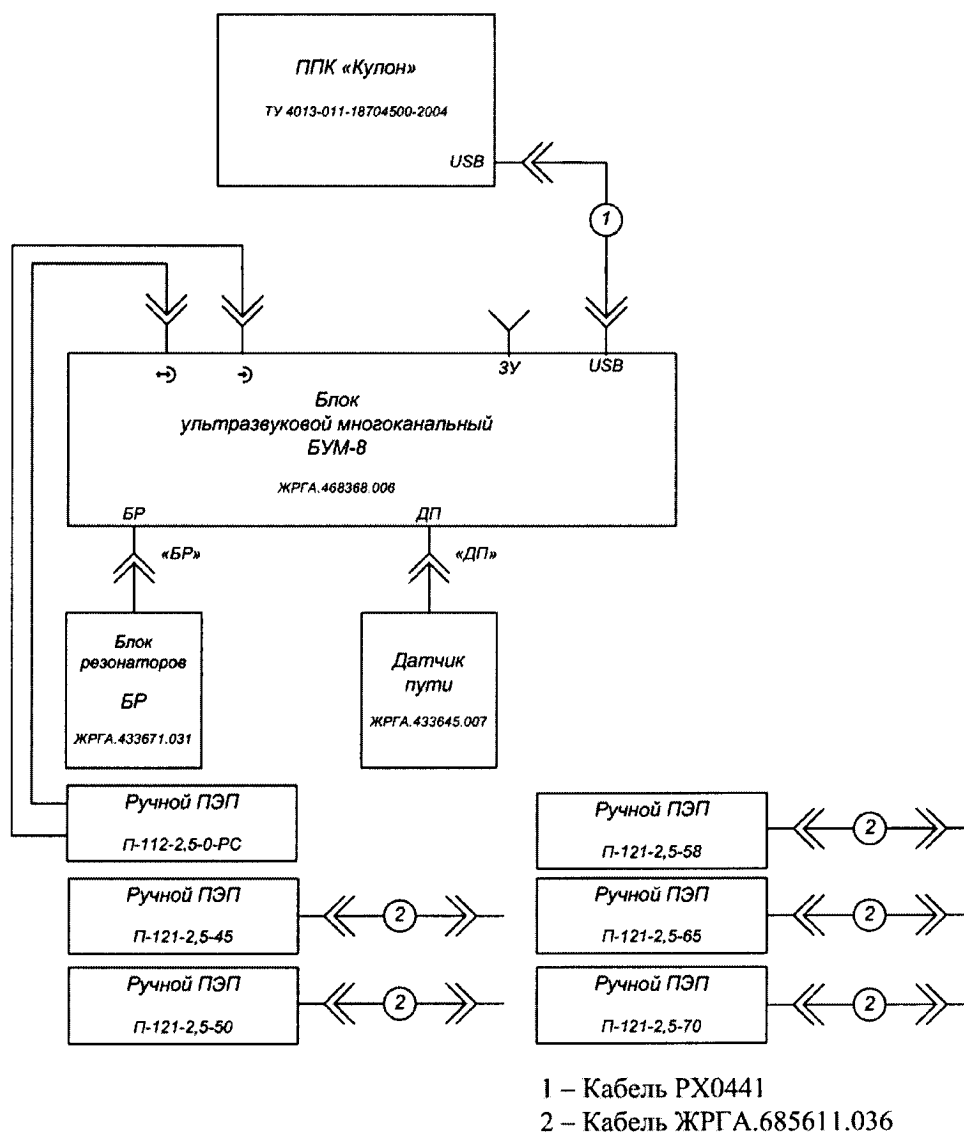 ППК «Кулон»
ТУ 4013-011-18704500-2004
USB
1
ЗУ
USB
Блок
ультразвуковой многоканальный
БУМ-8
ЖРГА.468368.006
БР
ДП
«БР»
«ДП»
Блок
резонаторов
БР
ЖРГА.433671.031
Датчик
пути
ЖРГА.433645.007
Ручной ПЭП
П-112-2,5-0-РС
Ручной ПЭП
П-121-2,5-58
2
Ручной ПЭП
П-121-2,5-45
2
Ручной ПЭП
П-121-2,5-65
2
Ручной ПЭП
П-121-2,5-50
2
Ручной ПЭП
П-121-2,5-70
2
1 – Кабель РХ0441
2 – Кабель ЖРГА.685611.036